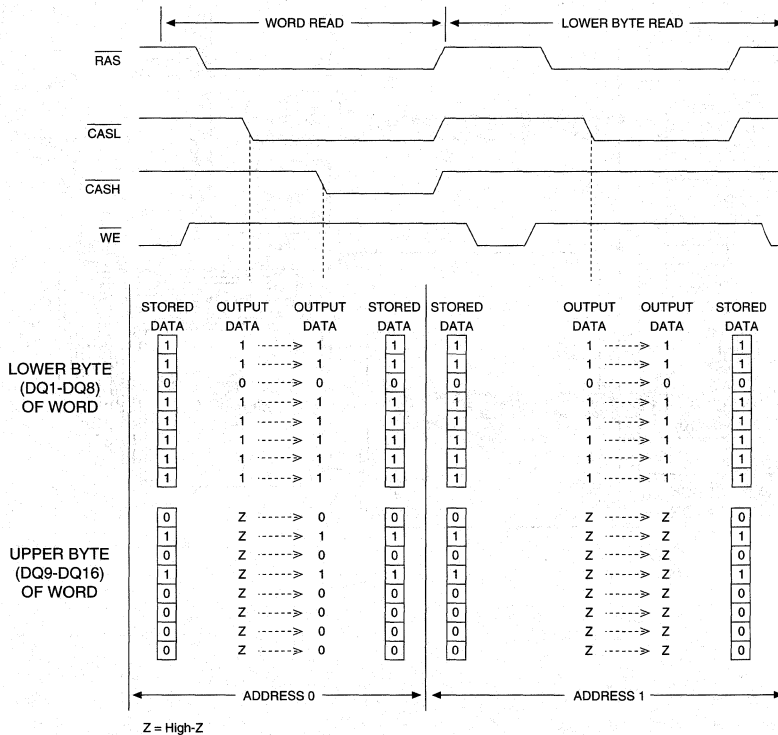 WORD READ LOWER BYTE READ
RAS
CASL
CASH
WE
STORED OUTPUT OUTPUT STORED STORED OUTPUT OUTPUT STORED
DATA DATA DATA DATA DATA DATA DATA DATA
1 1 1 1 1 1 1 1
1 1 1 1 1 1 1 1
0 0 0 0 0 0 0 0
1 1 1 1 1 1 1 1
1 1 1 1 1 1 1 1
1 1 1 1 1 1 1 1
1 1 1 1 1 1 1 1
1 1 1 1 1 1 1 1
LOWER BYTE
(DQ1-DQ8)
OF WORD
0 Z 0 0 0 Z Z 0
1 Z 1 1 1 Z Z 1
0 Z 0 0 0 Z Z 0
1 Z 1 1 1 Z Z 1
0 Z 0 0 0 Z Z 0
0 Z 0 0 0 Z Z 0
0 Z 0 0 0 Z Z 0
0 Z 0 0 0 Z Z 0
UPPER BYTE
(DQ9-DQ16)
OF WORD
ADDRESS 0 ADDRESS 1
Z = High-Z